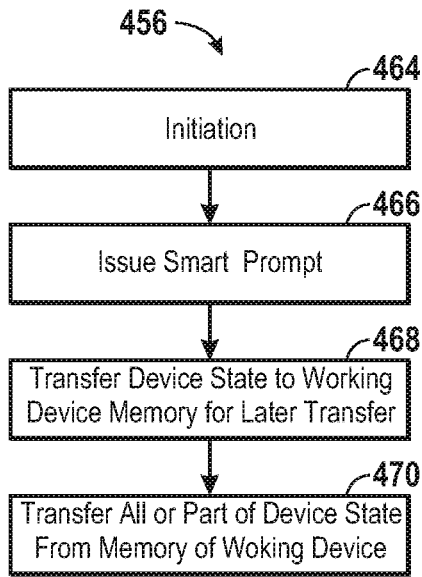 456
464
Initiation
466
Issue Smart Prompt
468
Transfer Device State to Working
Device Memory for Later Transfer
470
Transfer All or Part of Device State
From Memory of Woking Device